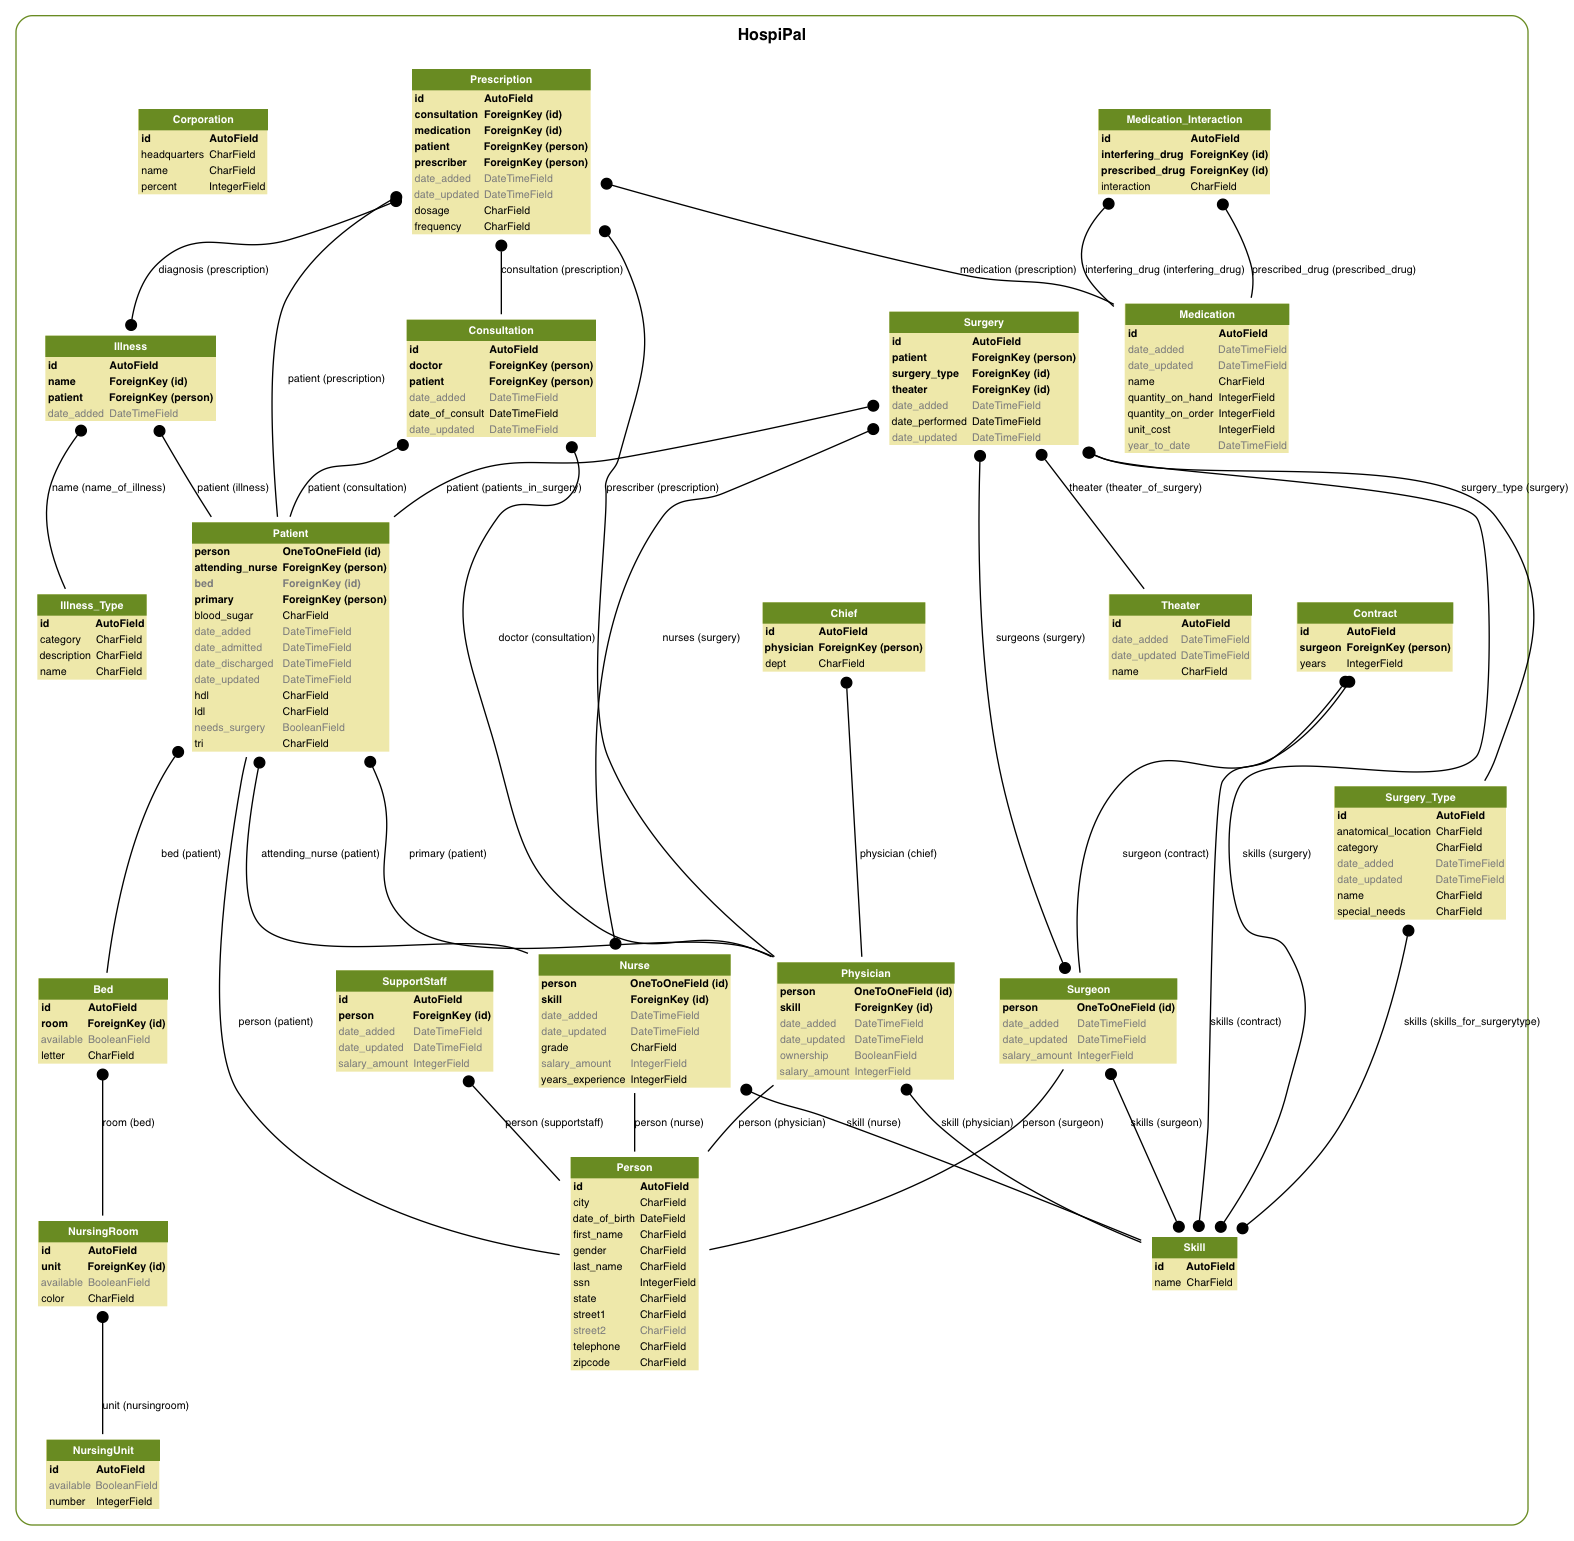 HospiPal
Prescription
id AutoField
consultation ForeignKey (id)
medication ForeignKey (id)
patient ForeignKey (person)
prescriber ForeignKey (person)
date_added DateTimeField
date_updated DateTimeField
dosage CharField
frequency CharField
Corporation
id AutoField
headquarters CharField
name CharField
percent IntegerField
Medication_Interaction
id AutoField
interfering_drug ForeignKey (id)
prescribed_drug ForeignKey (id)
interaction CharField
diagnosis (prescription)
consultation (prescription)
medication (prescription)
interfering_drug (interfering_drug)
prescribed_drug (prescribed_drug)
Illness
id AutoField
name ForeignKey (id)
patient ForeignKey (person)
date_added DateTimeField
patient (prescription)
Consultation
id AutoField
doctor ForeignKey (person)
patient ForeignKey (person)
date_added DateTimeField
date_of_consult DateTimeField
date_updated DateTimeField
Surgery
id AutoField
patient ForeignKey (person)
surgery_type ForeignKey (id)
theater ForeignKey (id)
date_added DateTimeField
date_performed DateTimeField
date_updated DateTimeField
Medication
id AutoField
date_added DateTimeField
date_updated DateTimeField
name CharField
quantity_on_hand IntegerField
quantity_on_order IntegerField
unit_cost IntegerField
year_to_date DateTimeField
name (name_of_illness)
patient (illness)
patient (consultation)
patient (patients_in_surgery)
prescriber (prescription)
theater (theater_of_surgery)
surgery_type (surgery)
Patient
person OneToOneField (id)
attending_nurse ForeignKey (person)
bed ForeignKey (id)
primary ForeignKey (person)
blood_sugar CharField
date_added DateTimeField
date_admitted DateTimeField
date_discharged DateTimeField
date_updated DateTimeField
hdl CharField
ldl CharField
needs_surgery BooleanField
tri CharField
Illness_Type
id AutoField
category CharField
description CharField
name CharField
doctor (consultation)
nurses (surgery)
Chief
id AutoField
physician ForeignKey (person)
dept CharField
surgeons (surgery)
Theater
id AutoField
date_added DateTimeField
date_updated DateTimeField
name CharField
Contract
id AutoField
surgeon ForeignKey (person)
years IntegerField
Surgery_Type
id AutoField
anatomical_location CharField
category CharField
date_added DateTimeField
date_updated DateTimeField
name CharField
special_needs CharField
bed (patient)
attending_nurse (patient)
primary (patient)
physician (chief)
surgeon (contract)
skills (surgery)
Bed
id AutoField
room ForeignKey (id)
available BooleanField
letter CharField
person (patient)
SupportStaff
id AutoField
person ForeignKey (id)
date_added DateTimeField
date_updated DateTimeField
salary_amount IntegerField
Nurse
person OneToOneField (id)
skill ForeignKey (id)
date_added DateTimeField
date_updated DateTimeField
grade CharField
salary_amount IntegerField
years_experience IntegerField
Physician
person OneToOneField (id)
skill ForeignKey (id)
date_added DateTimeField
date_updated DateTimeField
ownership BooleanField
salary_amount IntegerField
Surgeon
person OneToOneField (id)
date_added DateTimeField
date_updated DateTimeField
salary_amount IntegerField
skills (contract)
skills (skills_for_surgerytype)
room (bed)
person (supportstaff)
person (nurse)
person (physician)
skill (nurse)
skill (physician)
person (surgeon)
skills (surgeon)
Person
id AutoField
city CharField
date_of_birth DateField
first_name CharField
gender CharField
last_name CharField
ssn IntegerField
state CharField
street1 CharField
street2 CharField
telephone CharField
zipcode CharField
NursingRoom
id AutoField
unit ForeignKey (id)
available BooleanField
color CharField
Skill
id AutoField
name CharField
unit (nursingroom)
NursingUnit
id AutoField
available BooleanField
number IntegerField